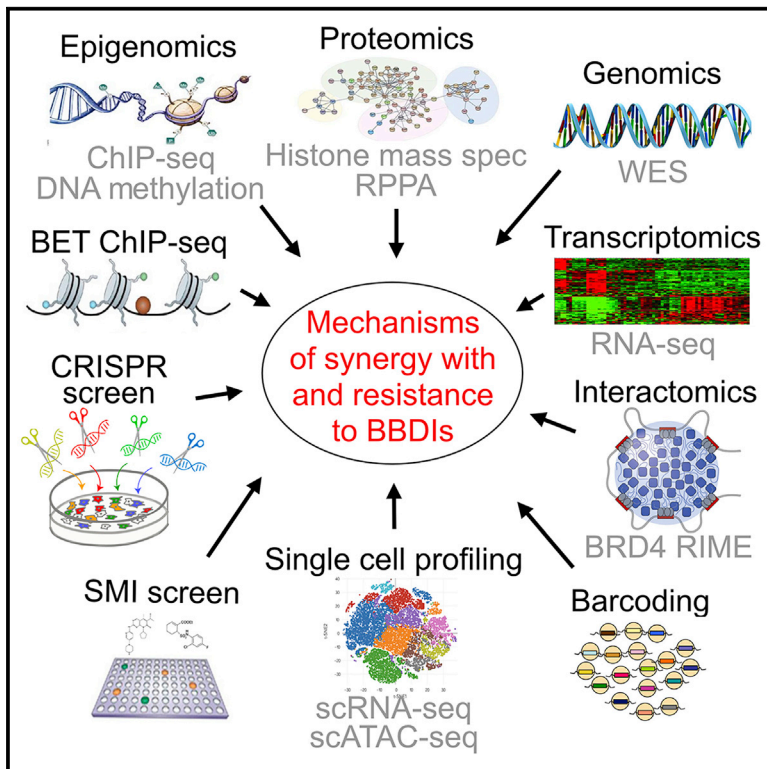 Epigenomics
ChIP-seq
DNA methylation
Proteomics
Histone mass spec
RPPA
Genomics
WES
BET ChIP-seq
Transcriptomics
RNA-seq
Mechanisms
of synergy with
and resistance
to BBDIs
CRISPR
screen
Interactomics
BRD4 RIME
SMI screen
Single cell profiling
scRNA-seq
scATAC-seq
Barcoding